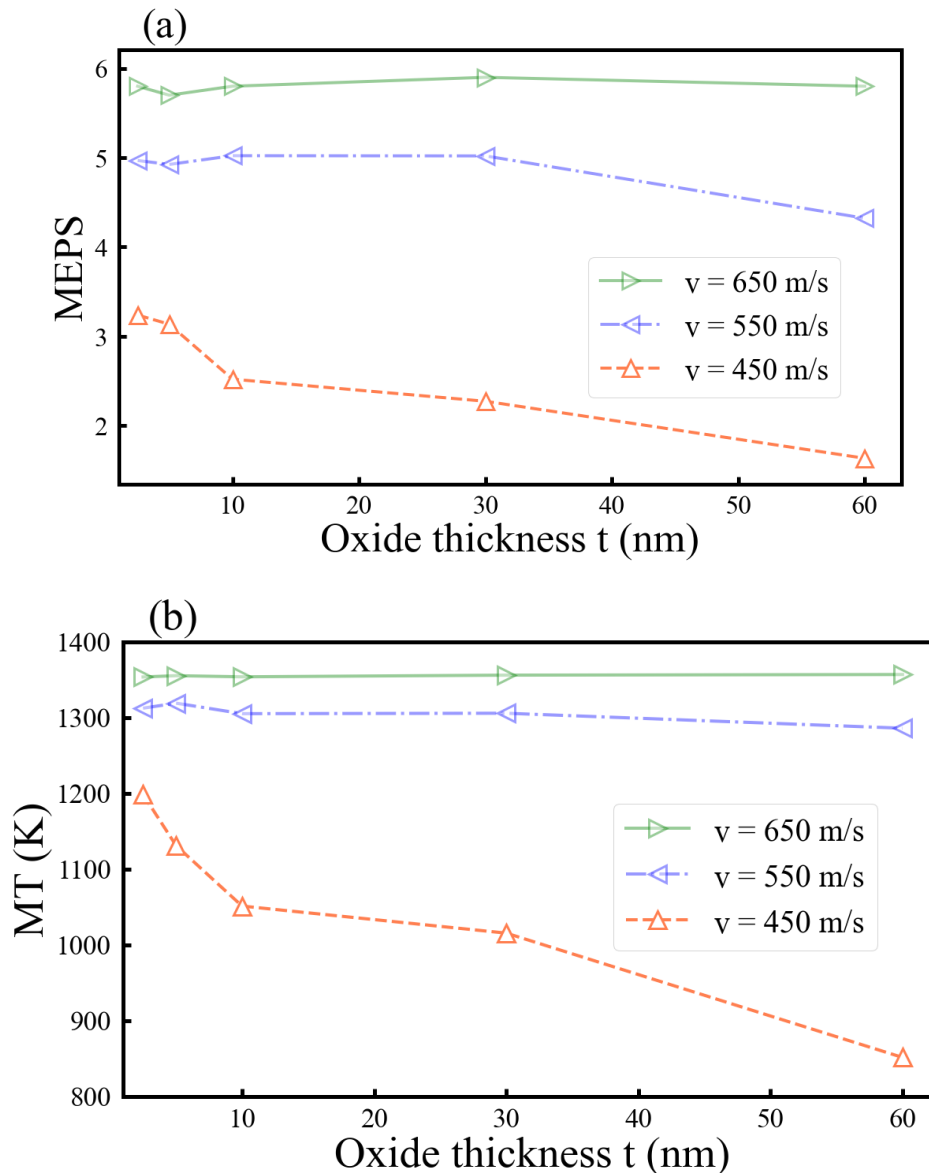 (a)
6
5
4
3
2
MEPS
v = 650 m/s
v = 550 m/s
v = 450 m/s
10 20 30 40 50 60
Oxide thickness t (nm)
(b)
1400
1300
1200
1100
1000
900
800
MT (K)
v = 650 m/s
v = 550 m/s
v = 450 m/s
10 20 30 40 50 60
Oxide thickness t (nm)